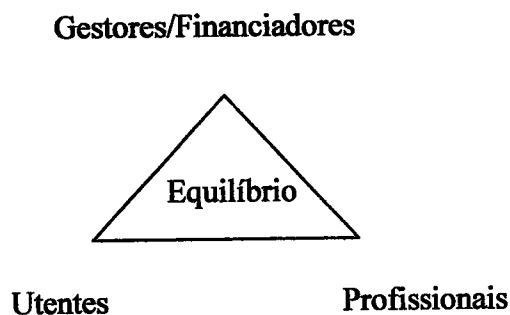 Gestores/Financiadores
Equilíbrio
Utentes
Profissionais